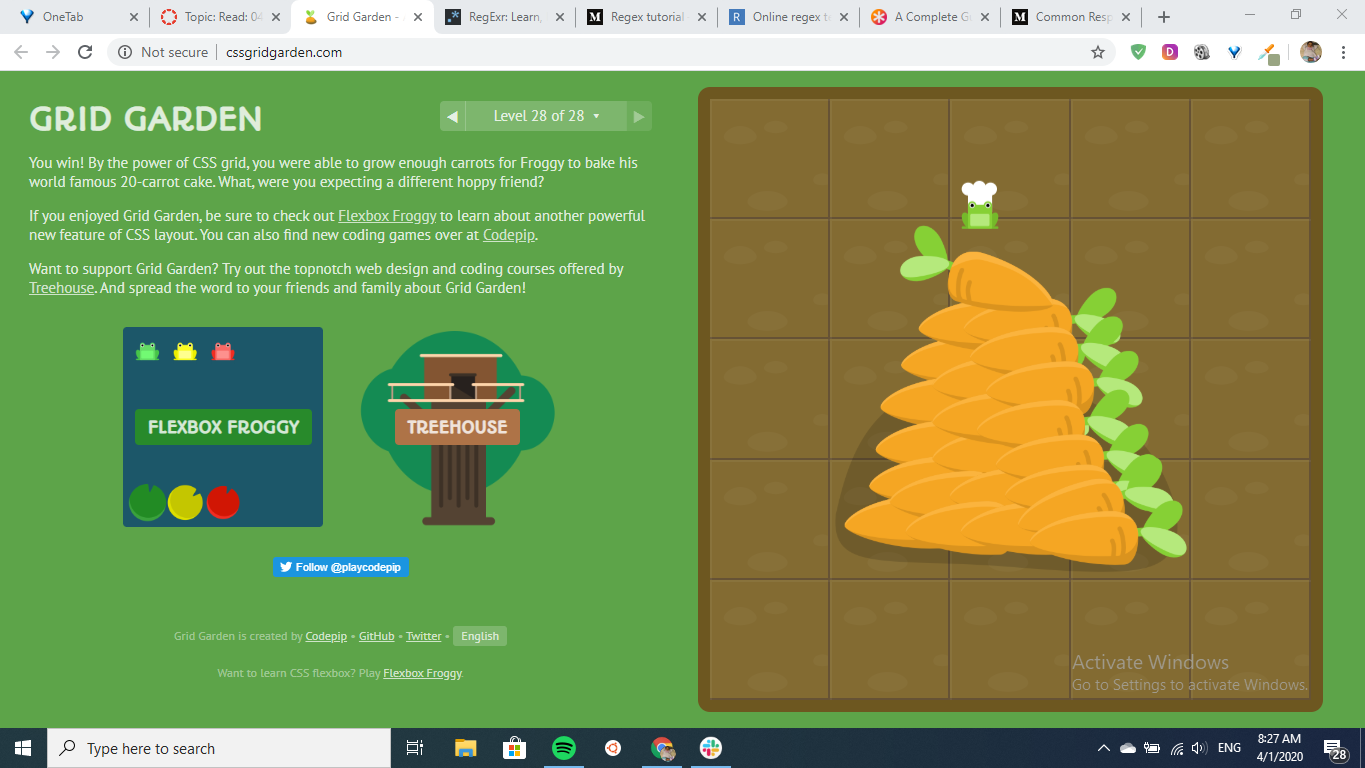 OneTab
Topic: Read: 04
Grid Garden -
RegExr: Learn,
Regex tutorial
Online regex t
A Complete G
Common Resp
Not secure
cssgridgarden.com
GRID GARDEN
Level 28 of 28
You win! By the power of CSS grid, you were able to grow enough carrots for Froggy to bake his
world famous 20-carrot cake. What, were you expecting a different hoppy friend?
If you enjoyed Grid Garden, be sure to check out Flexbox Froggy to learn about another powerful
new feature of CSS layout. You can also find new coding games over at Codepip.
Want to support Grid Garden? Try out the topnotch web design and coding courses offered by
Treehouse. And spread the word to your friends and family about Grid Garden!
FLEXBOX FROGGY
TREEHOUSE
Follow @playcodepip
Grid Garden is created by Codepip • GitHub • Twitter • English
Want to learn CSS flexbox? Play Flexbox Froggy.
Activate Windows
Go to Settings to activate Windows.
Type here to search
ENG
8:27 AM
4/1/2020
28